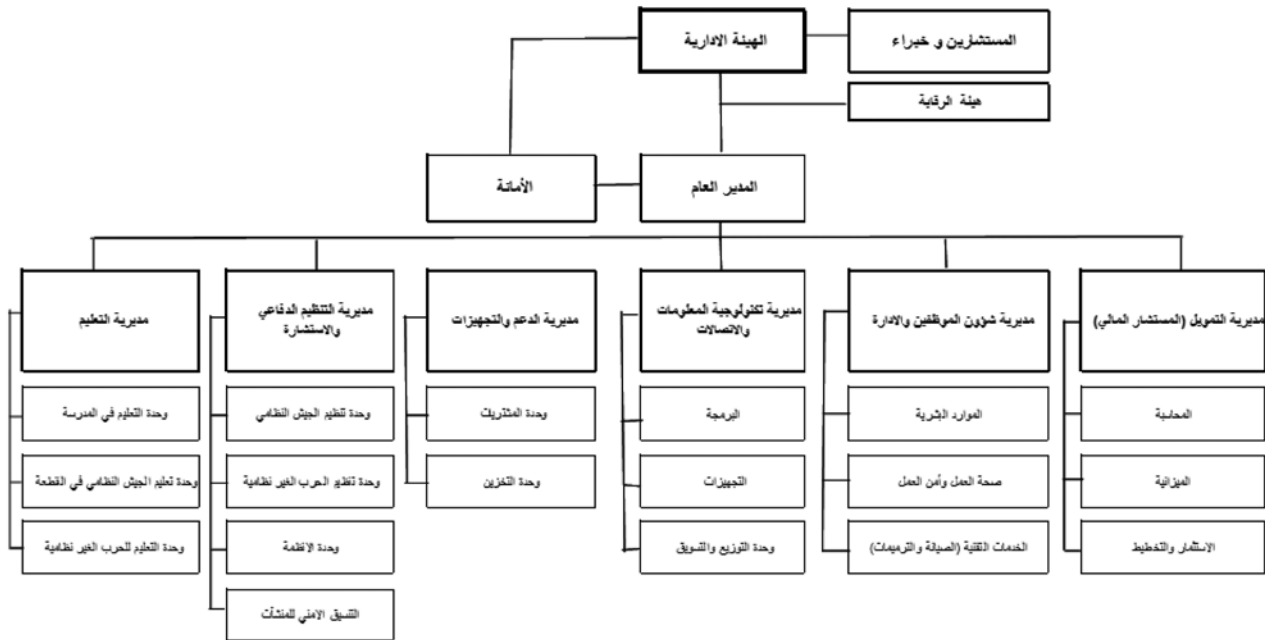 المستشارين و خبراء
الهيئة الادارية
هيئة الرقابة
المدير العام
الأمانة
مديرية التمويل (المستشار المالي)
المحاسبة
الميزانية
الاستثمار والتخطيط
مديرية شؤون الموظفين والادارة
الموارد البشرية
صحة العمل وأمن العمل
الخدمات التقنية (الصيانة والترميمات)
مديرية تكنولوجية المعلومات
والاتصالات
البرمجة
التجهيزات
وحدة التوزيع والتسويق
مديرية الدعم والتجهيزات
وحدة المشتريات
وحدة التخزين
مديرية التنظيم الدفاعي
والاستشارة
وحدة تنظيم الجيش النظامي
وحدة تنظيم الحرب الغير نظامية
وحدة الانظمة
التنسيق الامني للمنشآت
مديرية التعليم
وحدة التعليم في المدرسة
وحدة تعليم الجيش النظامي في القطعة
وحدة التعليم للحرب الغير نظامية